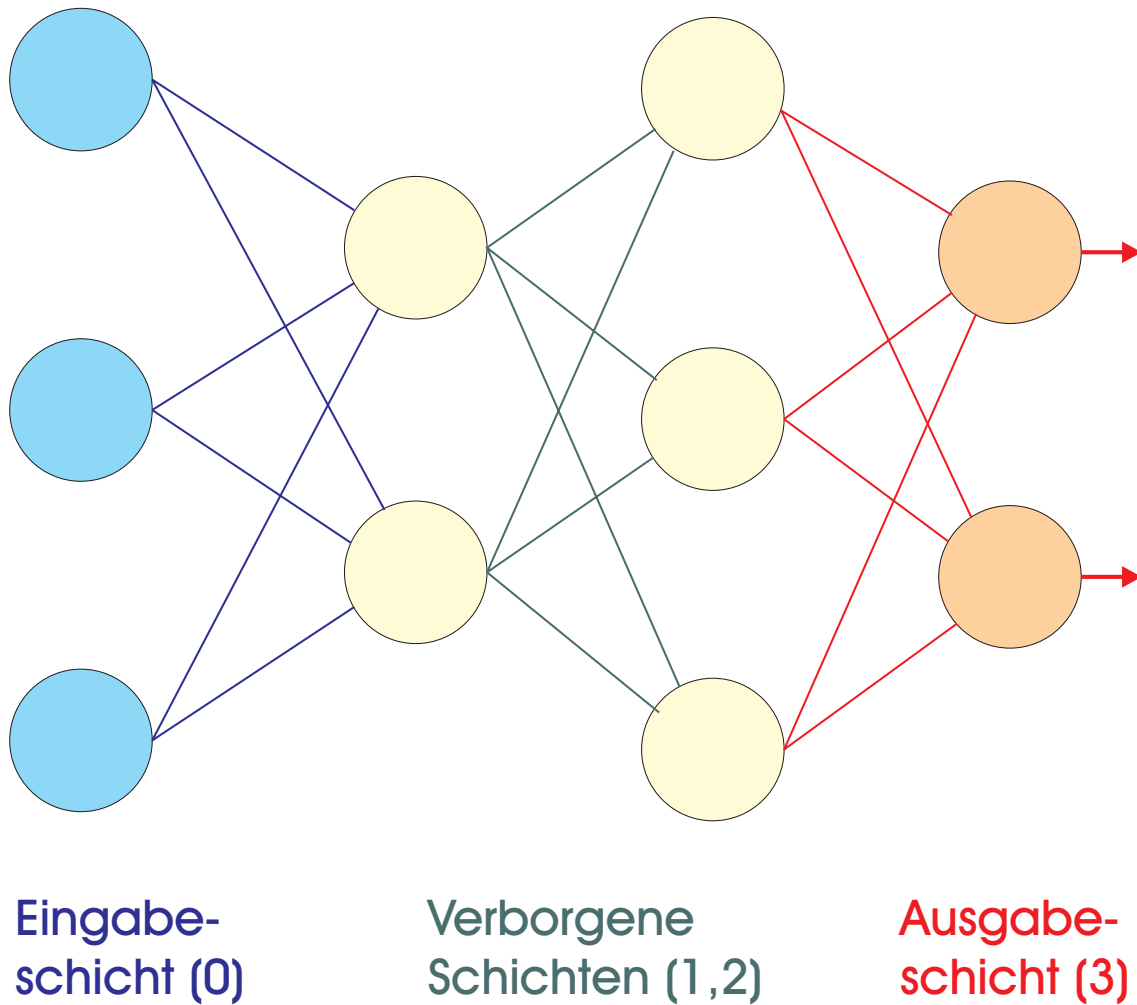 Eingabe-
schicht (0)
Verborgene
Schichten (1,2)
Ausgabe-
schicht (3)